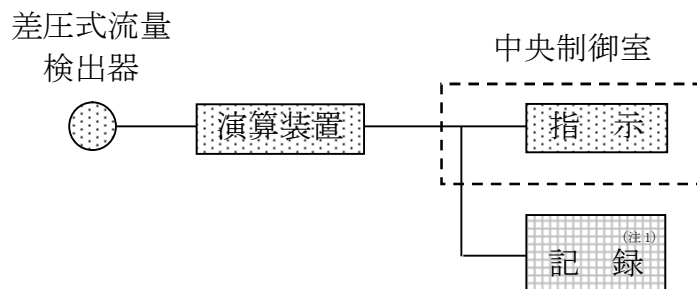 差圧式流量
検出器
中央制御室
演算装置
指　示
(注1)
記　録